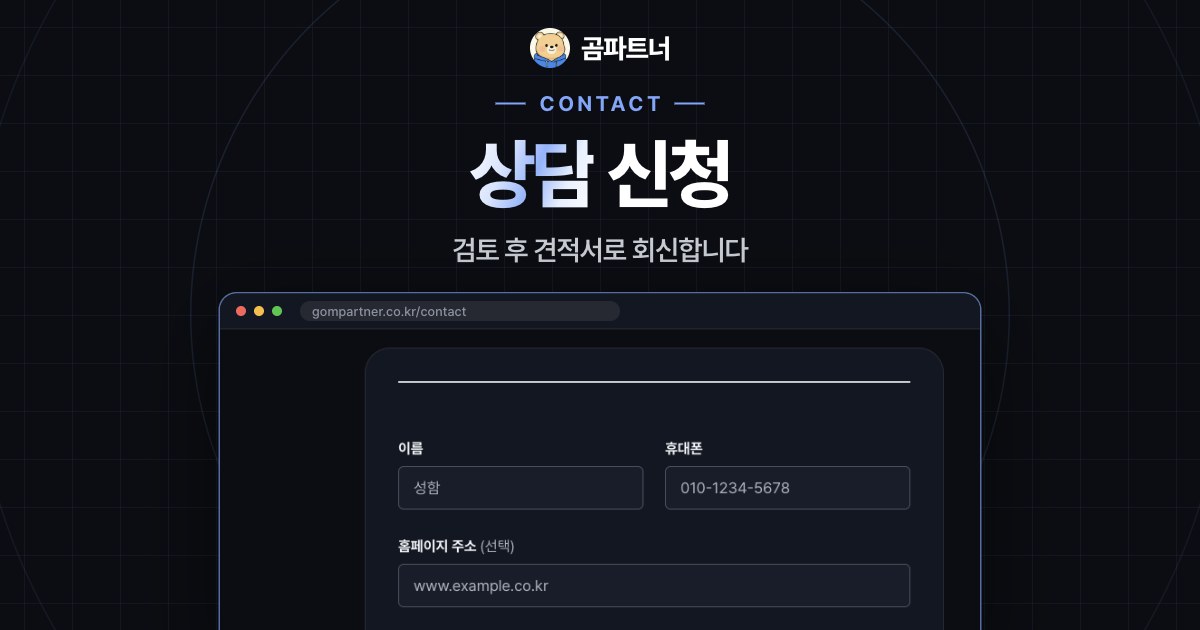 곰파트너
CONTACT
상담 신청
검토 후 견적서로 회신합니다
gompartner.co.kr/contact
이름 휴대폰
성함 010-1234-5678
홈페이지 주소 (선택)
www.example.co.kr